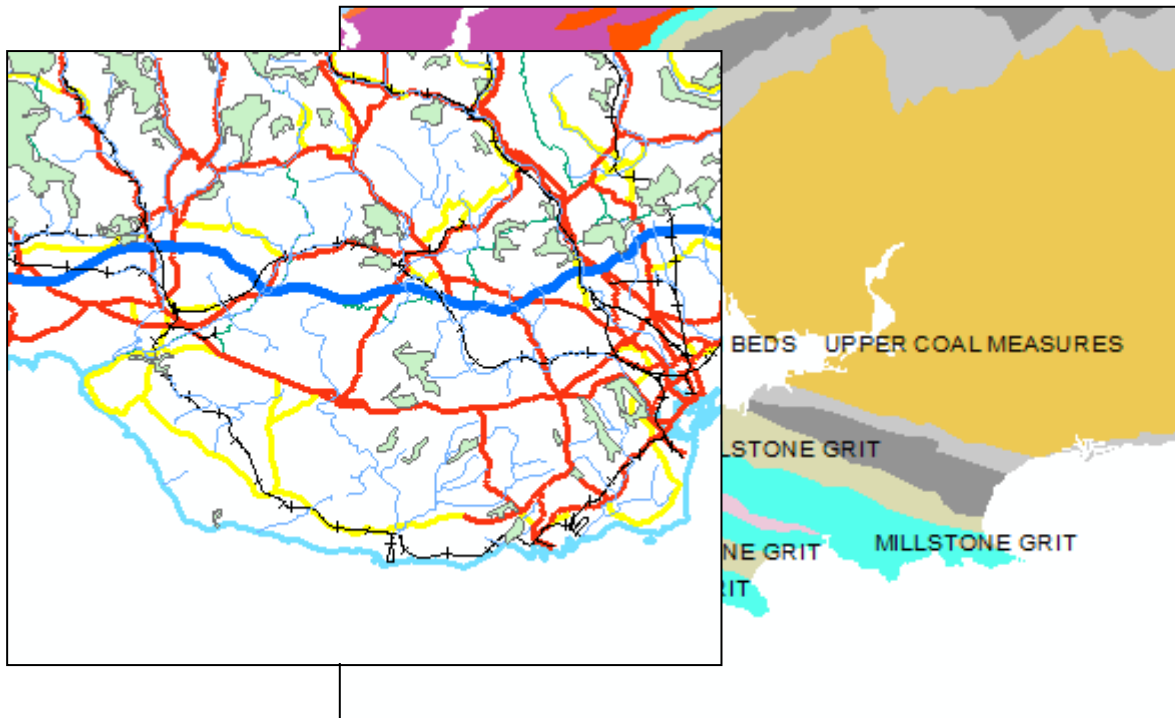 BEDS UPPER COAL MEASURES
LSTONE GRIT
NE GRIT
MILLSTONE GRIT
RIT